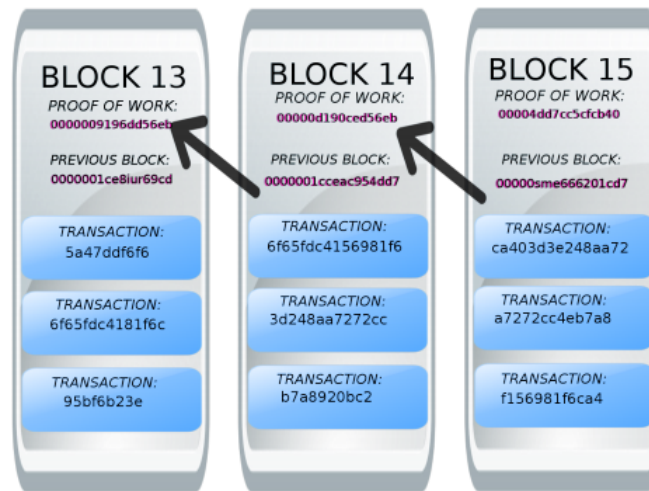 BLOCK 13
PROOF OF WORK:
0000009196dd56eb
PREVIOUS BLOCK:
0000001ce8iur69cd
TRANSACTION:
5a47ddf6f6
TRANSACTION:
6f65fdc4181f6c
TRANSACTION:
95bf6b23e
BLOCK 14
PROOF OF WORK:
00000d190ced56eb
PREVIOUS BLOCK:
0000001cceac954dd7
TRANSACTION:
6f65fdc4156981f6
TRANSACTION:
3d248aa7272cc
TRANSACTION:
b7a8920bc2
BLOCK 15
PROOF OF WORK:
00004dd7cc5cfcb40
PREVIOUS BLOCK:
00000sme666201cd7
TRANSACTION:
ca403d3e248aa72
TRANSACTION:
a7272cc4eb7a8
TRANSACTION:
f156981f6ca4